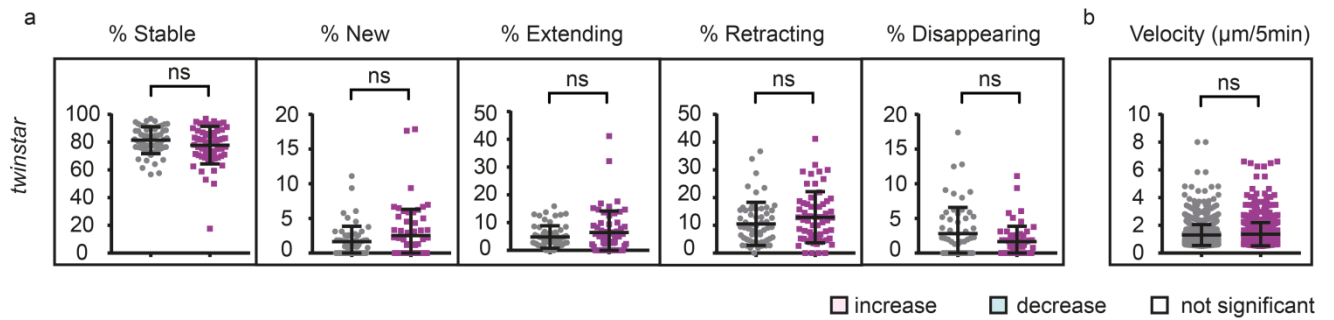 a
b
% Stable
% New
% Extending
% Retracting
% Disappearing
Velocity (µm/5min)
twinstar
ns
100
80
60
40
20
0
ns
20
15
10
5
0
ns
50
40
30
20
10
0
ns
50
40
30
20
10
0
ns
20
15
10
5
0
ns
10
8
6
4
2
0
increase
decrease
not significant